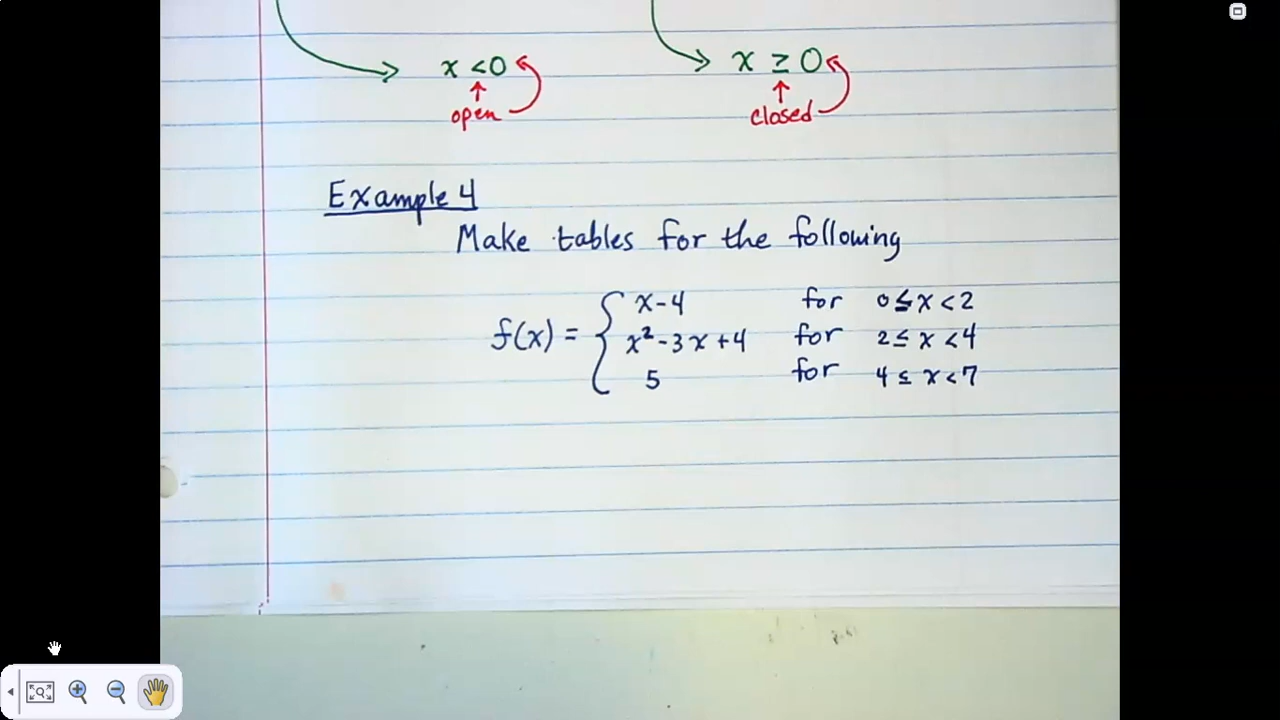 x < 0 x ≥ 0
open closed
Example 4
Make tables for the following
x - 4 for 0 ≤ x < 2
f(x) = { x² - 3x + 4 for 2 ≤ x < 4
5 for 4 ≤ x < 7